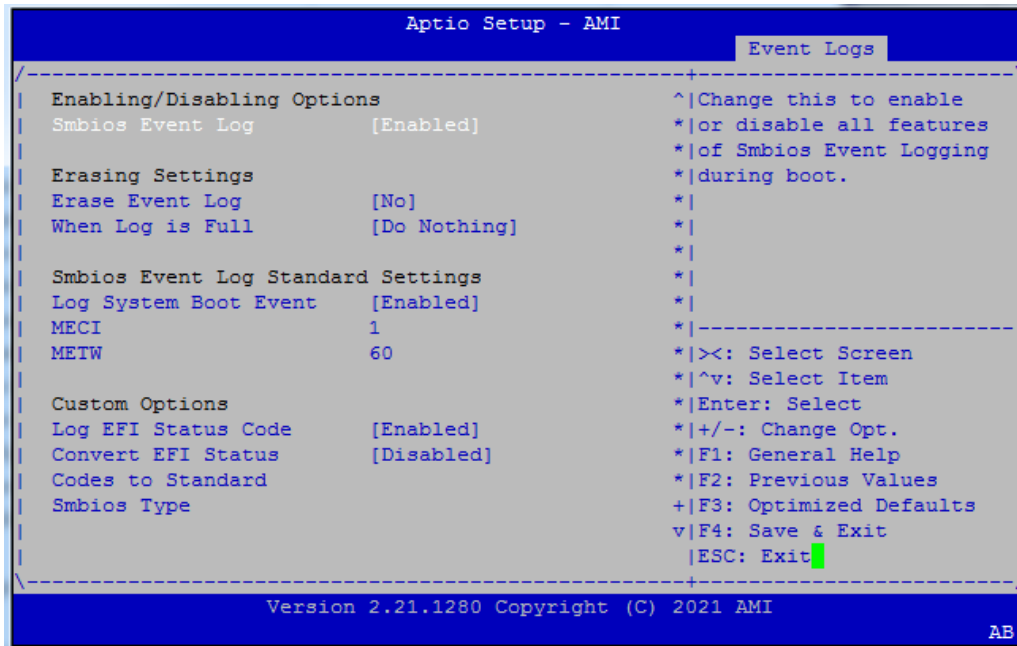 Aptio Setup - AMI
Event Logs
/----------------------------------------------------+-------------------------\
| Enabling/Disabling Options ^|Change this to enable
| Smbios Event Log [Enabled] *|or disable all features
| *|of Smbios Event Logging
| Erasing Settings *|during boot.
| Erase Event Log [No] *|
| When Log is Full [Do Nothing] *|
| *|
| Smbios Event Log Standard Settings *|
| Log System Boot Event [Enabled] *|
| MECI 1 *|-------------------------
| METW 60 *|><: Select Screen
| *|^v: Select Item
| Custom Options *|Enter: Select
| Log EFI Status Code [Enabled] *|+/-: Change Opt.
| Convert EFI Status [Disabled] *|F1: General Help
| Codes to Standard *|F2: Previous Values
| Smbios Type +|F3: Optimized Defaults
| v|F4: Save & Exit
| |ESC: Exit
\----------------------------------------------------+-------------------------/
Version 2.21.1280 Copyright (C) 2021 AMI
AB